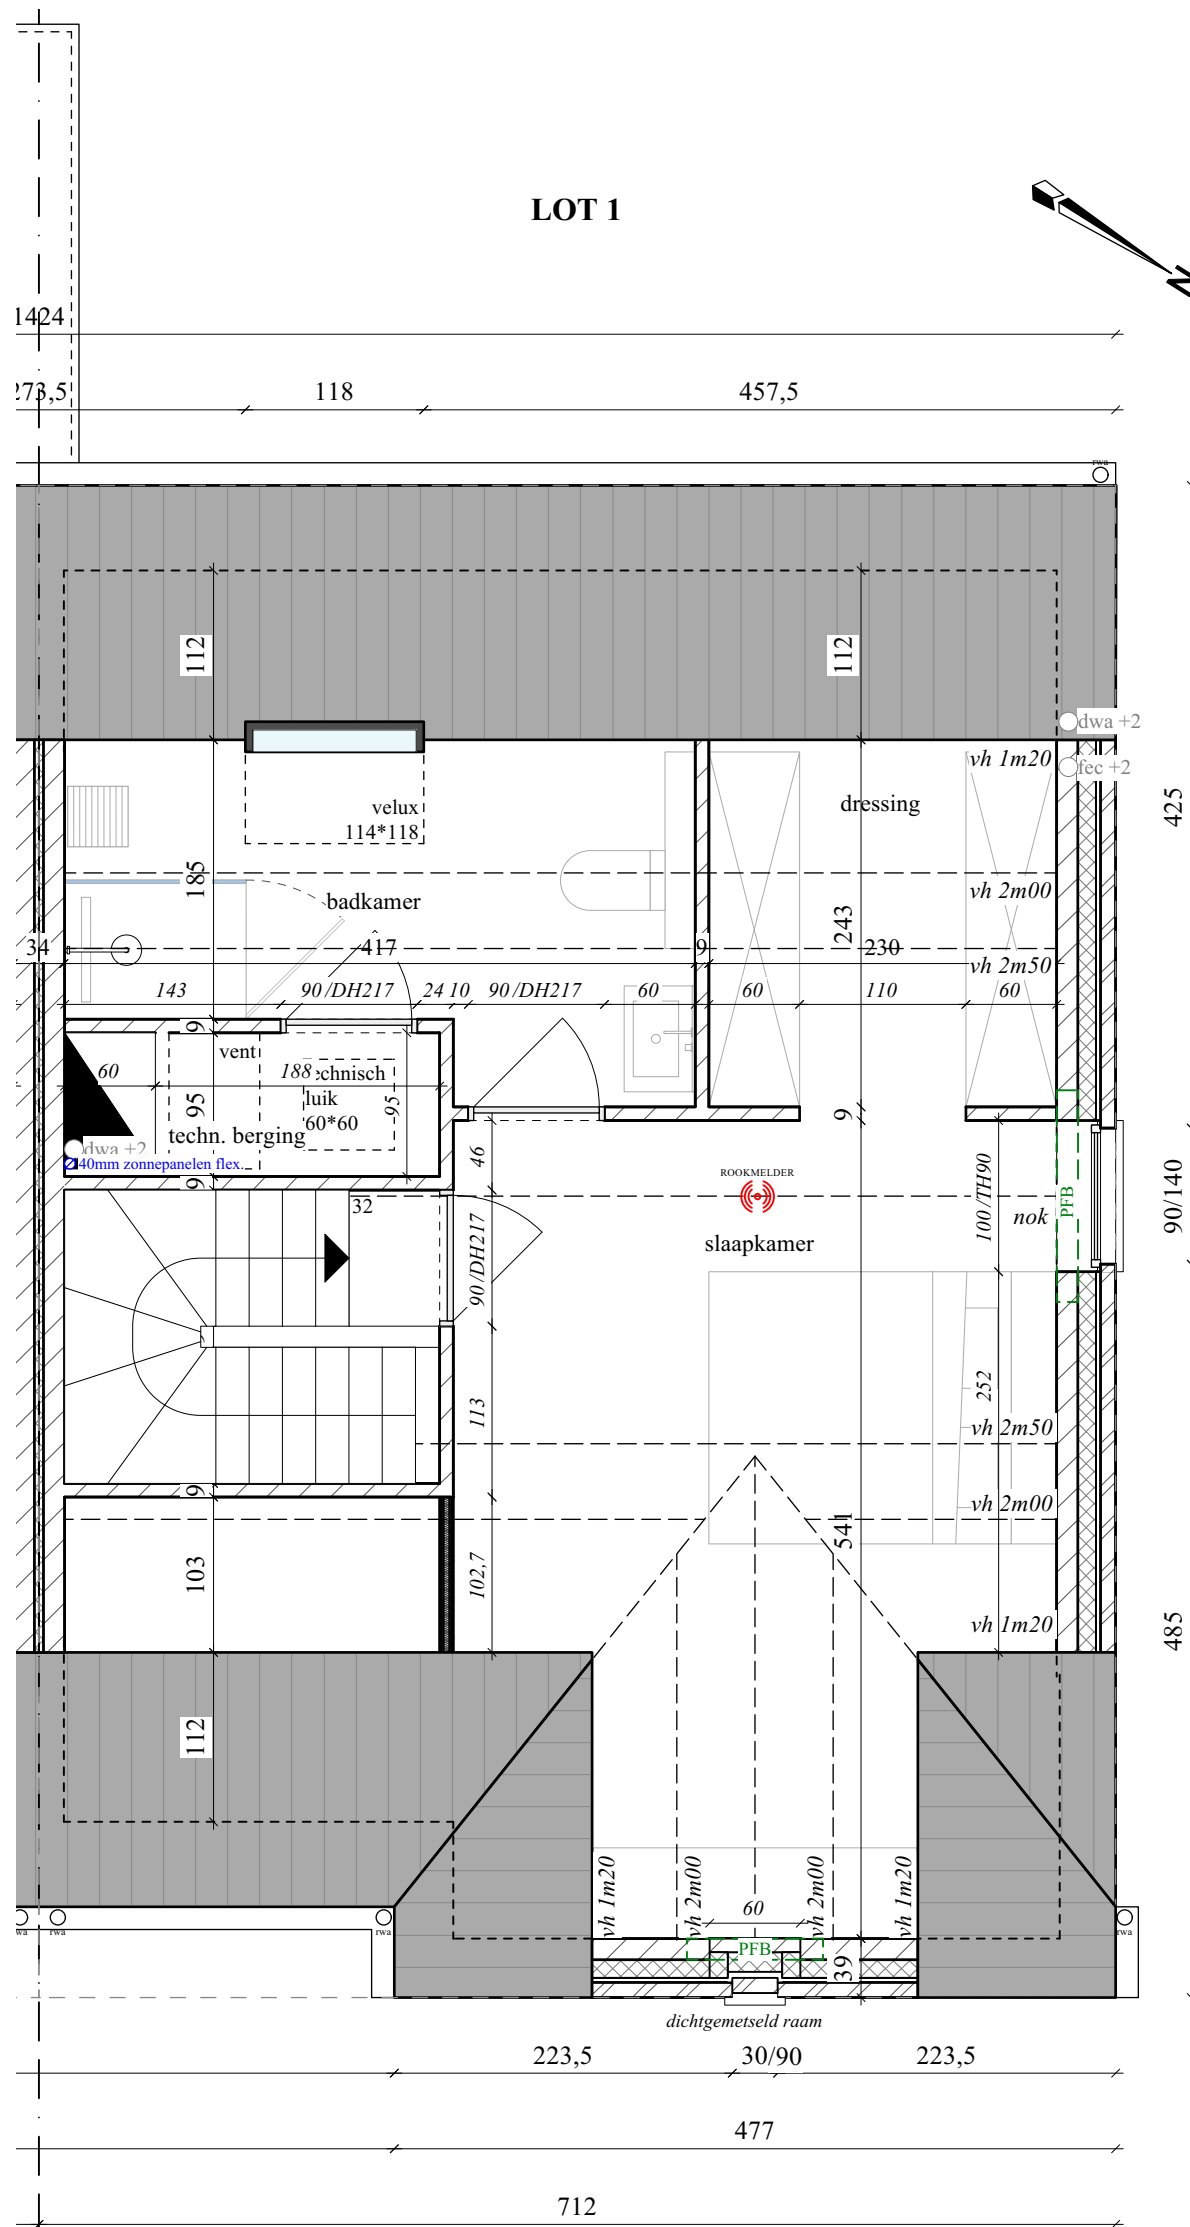 LOT 1
N
1424
273,5
118
457,5
rwa
112
112
dwa +2
vh 1m20
fec +2
velux
114*118
dressing
425
185
vh 2m00
badkamer
243
34
417
9
230
vh 2m50
143
90 /DH217
24
10
90 /DH217
60
60
110
60
9
vent
60
188
technisch
luik
60*60
95
95
9
techn. berging
dwa +2
Ø40mm zonnepanelen flex.
46
9
ROOKMELDER
32
100 /TH90
nok
PFB
90/140
slaapkamer
90 /DH217
252
113
vh 2m50
9
vh 2m00
541
103
102,7
vh 1m20
485
112
vh 1m20
vh 2m00
60
vh 2m00
vh 1m20
rwa
rwa
rwa
rwa
PFB
39
dichtgemetseld raam
223,5
30/90
223,5
477
712